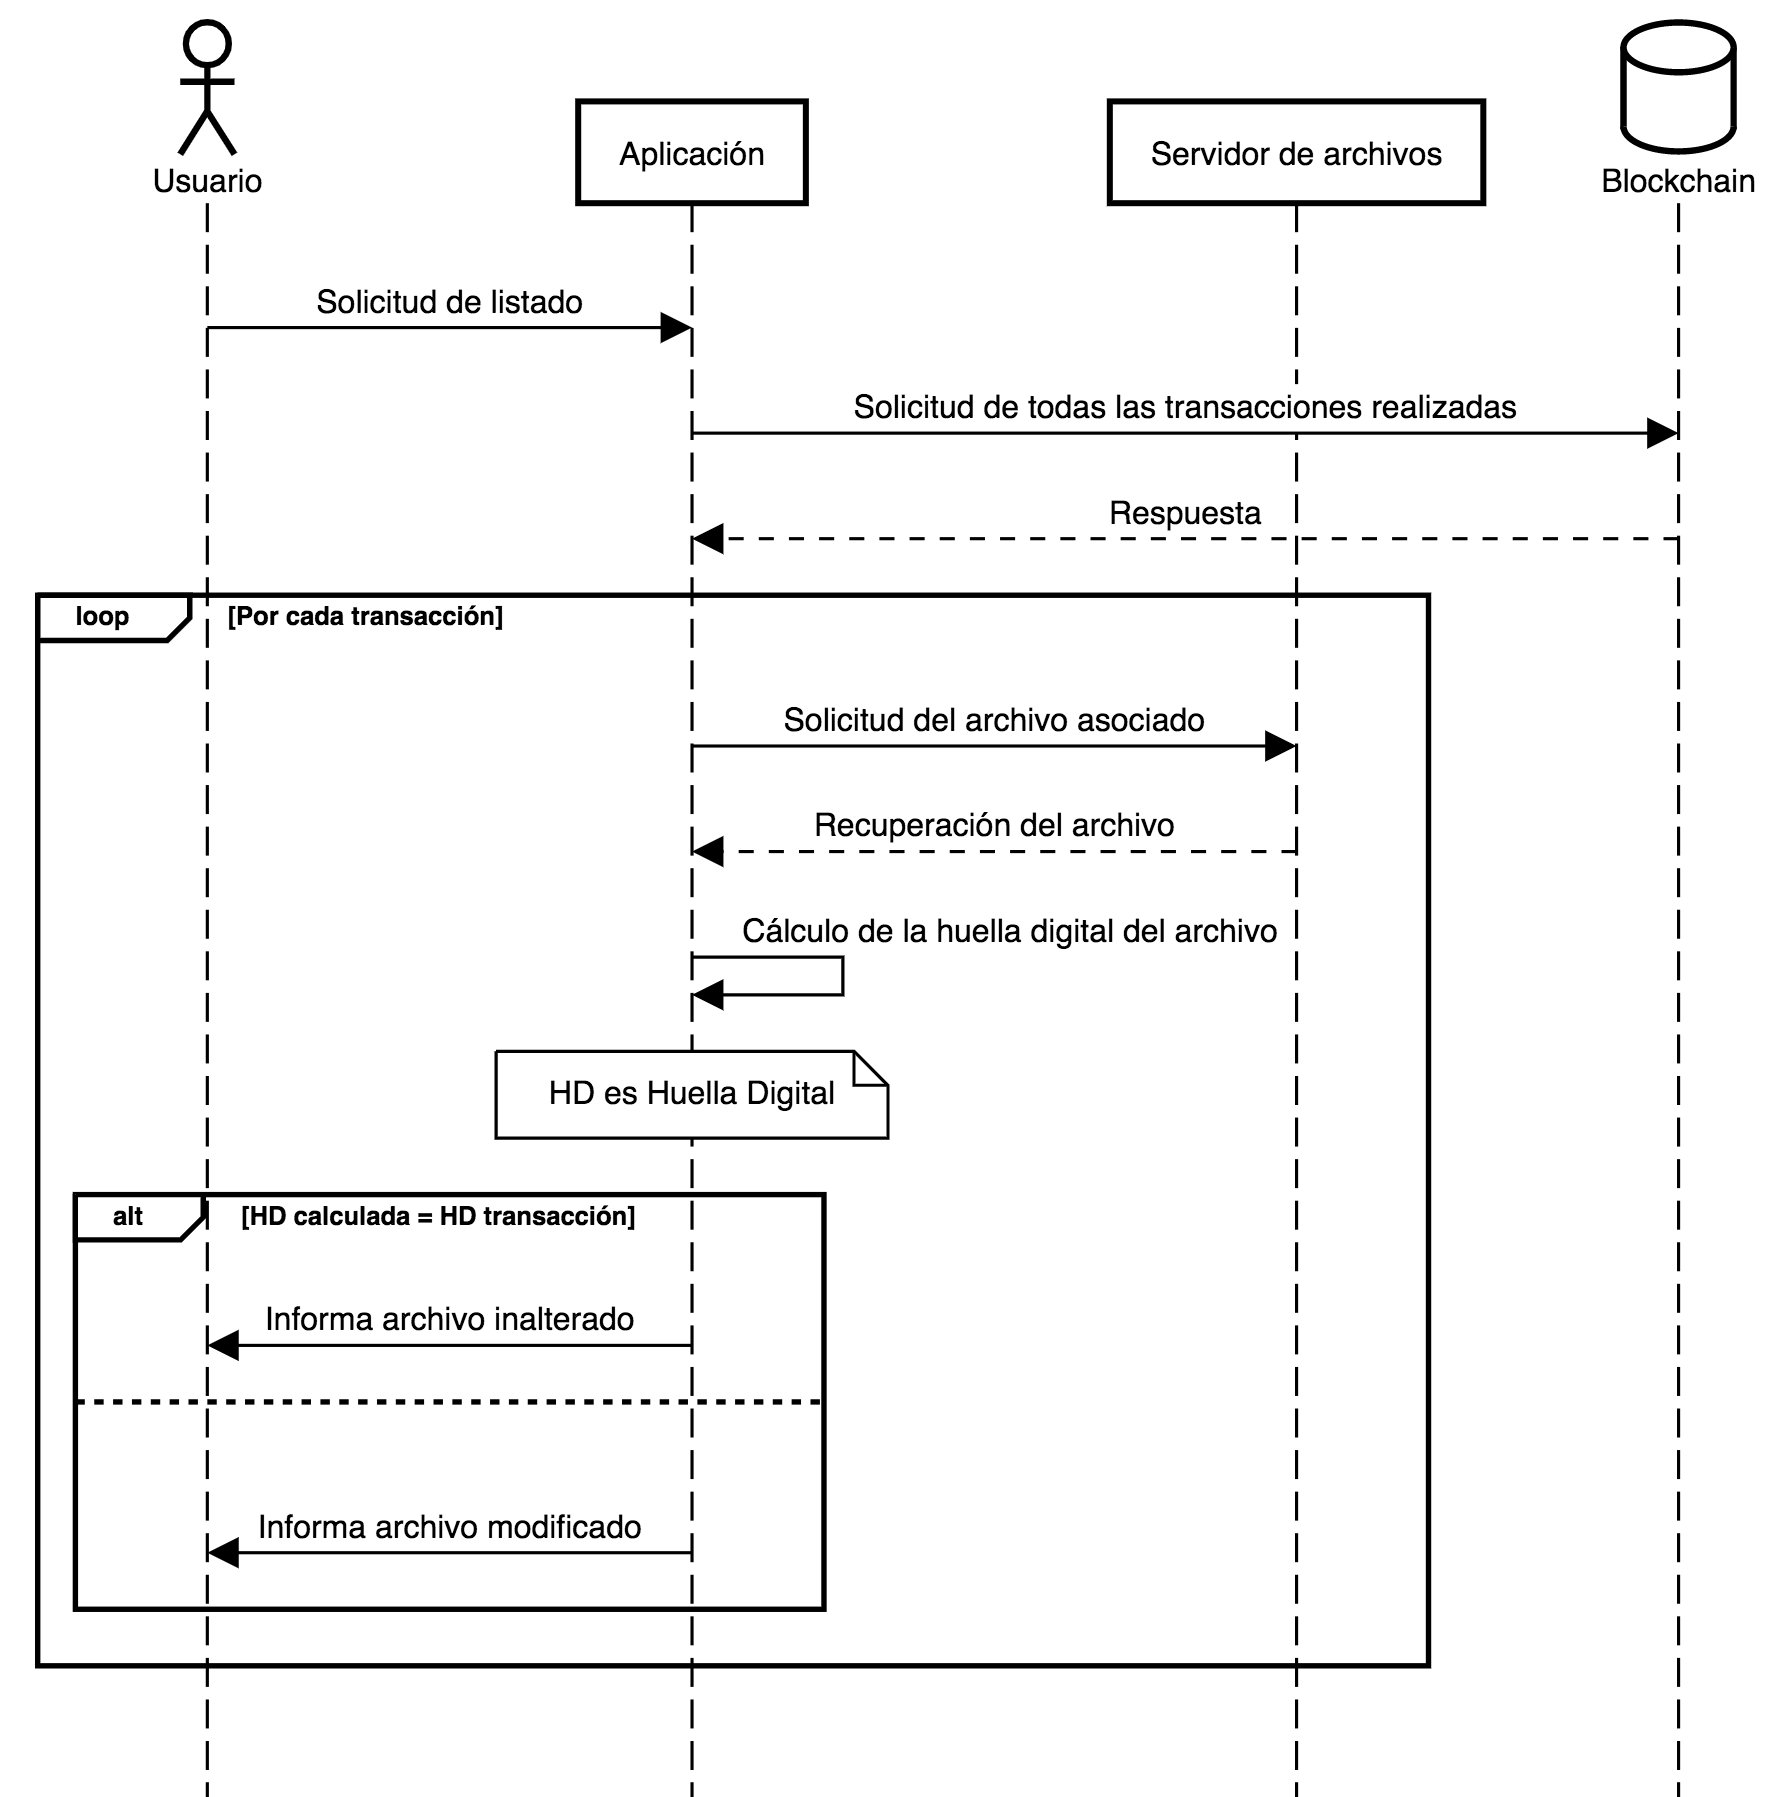 Usuario
Aplicación
Servidor de archivos
Blockchain
Solicitud de listado
Solicitud de todas las transacciones realizadas
Respuesta
loop
[Por cada transacción]
Solicitud del archivo asociado
Recuperación del archivo
Cálculo de la huella digital del archivo
HD es Huella Digital
alt
[HD calculada = HD transacción]
Informa archivo inalterado
Informa archivo modificado